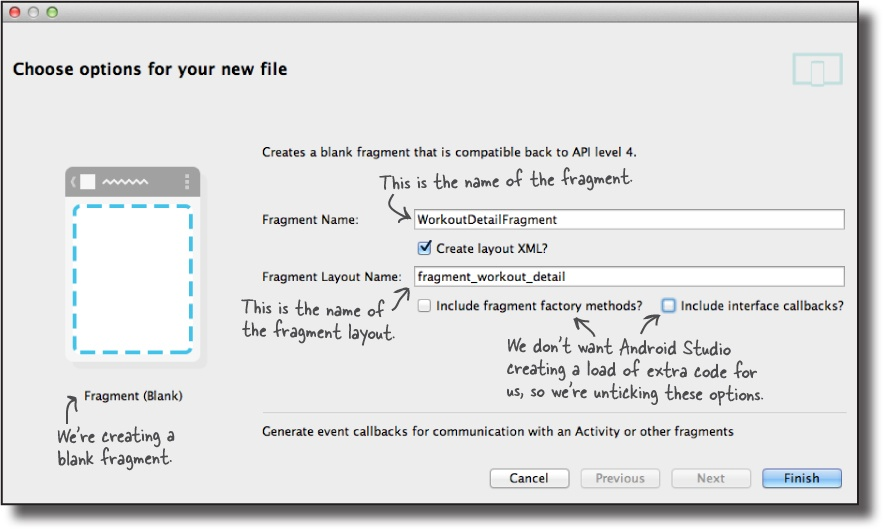 Choose options for your new file
Creates a blank fragment that is compatible back to API level 4.
This is the name of the fragment.
Fragment Name: WorkoutDetailFragment
Create layout XML?
Fragment Layout Name: fragment_workout_detail
This is the name of
the fragment layout.
Include fragment factory methods? Include interface callbacks?
We don't want Android Studio
creating a load of extra code for
us, so we're unticking these options.
Fragment (Blank)
We're creating a
blank fragment.
Generate event callbacks for communication with an Activity or other fragments
Cancel Previous Next Finish